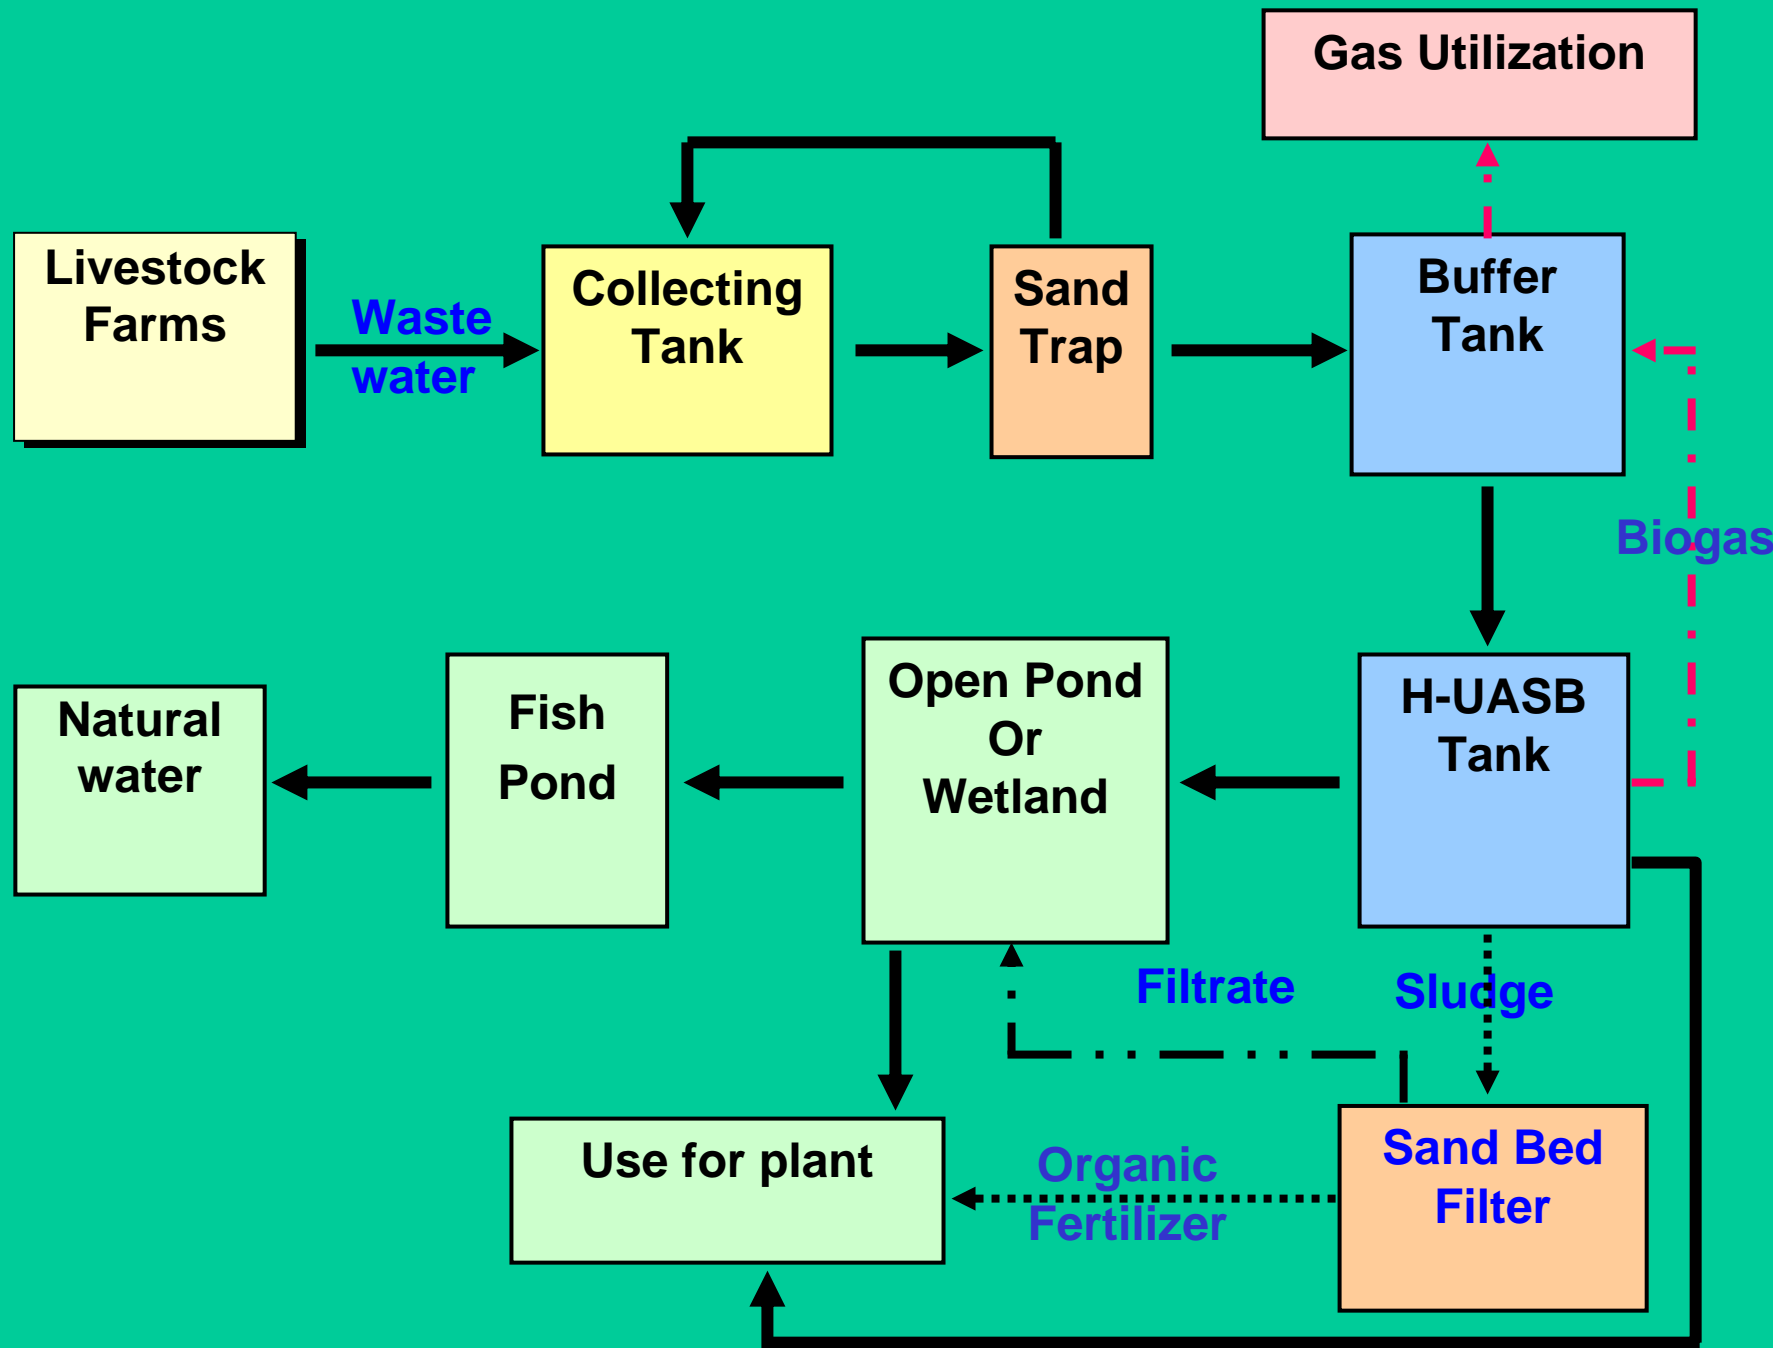 Gas Utilization
Livestock
Farms
Waste
water
Collecting
Tank
Sand
Trap
Buffer
Tank
Biogas
Natural
water
Fish
Pond
Open Pond
Or
Wetland
H-UASB
Tank
Filtrate
Sludge
Use for plant
Organic
Fertilizer
Sand Bed
Filter